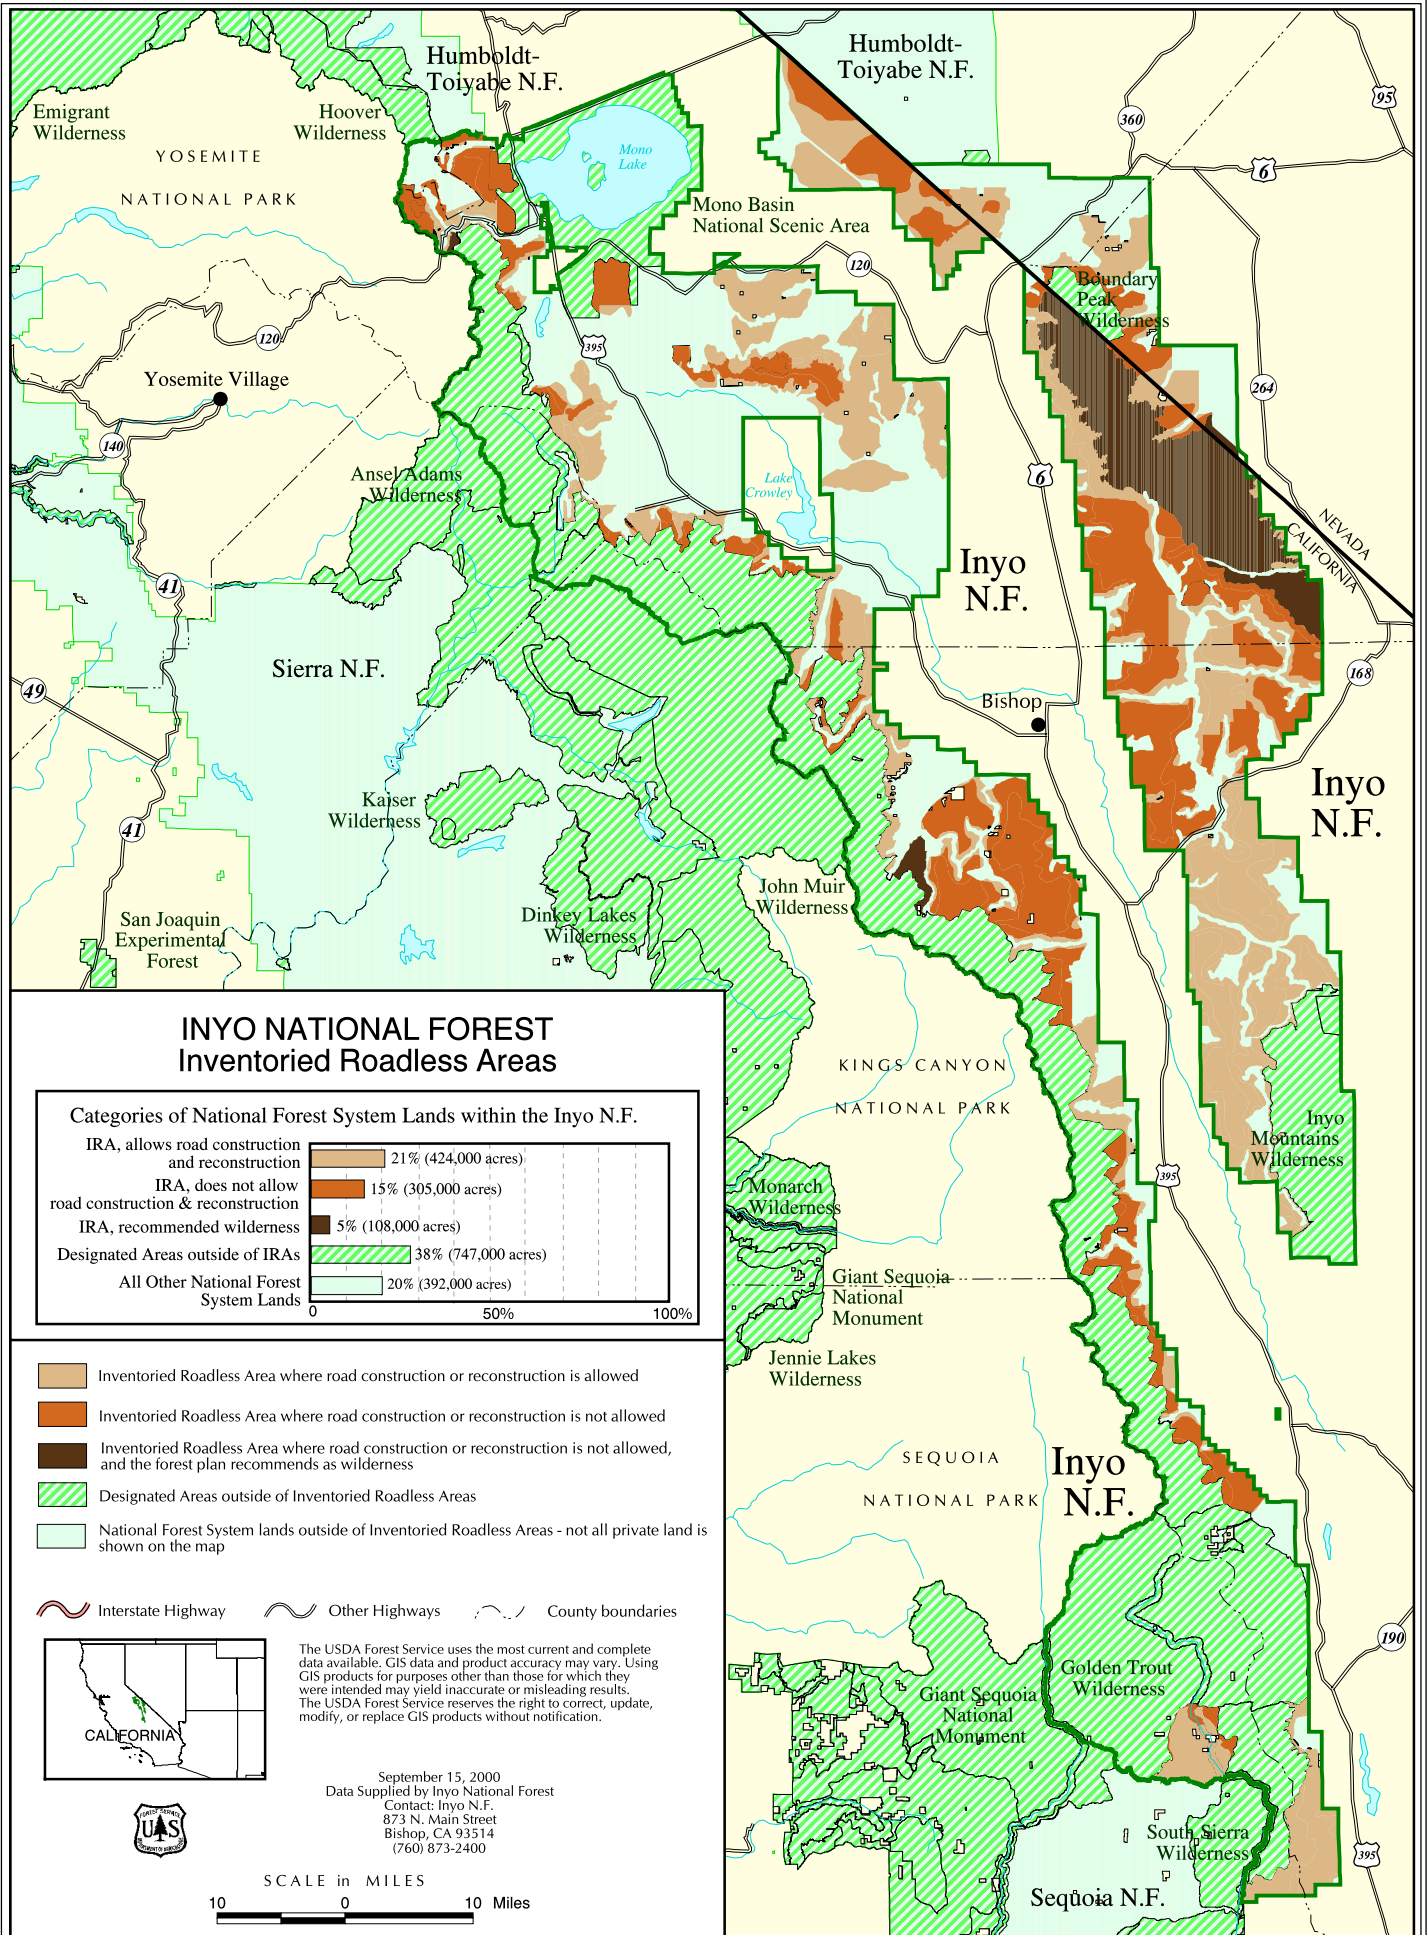 Humboldt-
Toiyabe N.F.
Humboldt-
Toiyabe N.F.
95
360
6
Emigrant
Wilderness
Hoover
Wilderness
YOSEMITE
NATIONAL PARK
Mono
Lake
Mono Basin
National Scenic Area
120
Boundary
Peak
Wilderness
120
395
264
Yosemite Village
140
Ansel Adams
Wilderness
Lake
Crowley
6
NEVADA
CALIFORNIA
Inyo
N.F.
41
Sierra N.F.
49
168
Bishop
Inyo
N.F.
Kaiser
Wilderness
41
John Muir
Wilderness
Dinkey Lakes
Wilderness
San Joaquin
Experimental
Forest
KINGS CANYON
NATIONAL PARK
Inyo
Mountains
Wilderness
395
Monarch
Wilderness
Giant Sequoia
National
Monument
Jennie Lakes
Wilderness
SEQUOIA
NATIONAL PARK
Inyo
N.F.
190
Golden Trout
Wilderness
Giant Sequoia
National
Monument
South Sierra
Wilderness
395
Sequoia N.F.
INYO NATIONAL FOREST
Inventoried Roadless Areas
Categories of National Forest System Lands within the Inyo N.F.
IRA, allows road construction
and reconstruction
21% (424,000 acres)
IRA, does not allow
road construction & reconstruction
15% (305,000 acres)
IRA, recommended wilderness
5% (108,000 acres)
Designated Areas outside of IRAs
38% (747,000 acres)
All Other National Forest
System Lands
20% (392,000 acres)
0 50% 100%
Inventoried Roadless Area where road construction or reconstruction is allowed
Inventoried Roadless Area where road construction or reconstruction is not allowed
Inventoried Roadless Area where road construction or reconstruction is not allowed,
and the forest plan recommends as wilderness
Designated Areas outside of Inventoried Roadless Areas
National Forest System lands outside of Inventoried Roadless Areas - not all private land is
shown on the map
Interstate Highway
Other Highways
County boundaries
CALIFORNIA
The USDA Forest Service uses the most current and complete
data available. GIS data and product accuracy may vary. Using
GIS products for purposes other than those for which they
were intended may yield inaccurate or misleading results.
The USDA Forest Service reserves the right to correct, update,
modify, or replace GIS products without notification.
FOREST SERVICE
US
DEPARTMENT OF AGRICULTURE
September 15, 2000
Data Supplied by Inyo National Forest
Contact: Inyo N.F.
873 N. Main Street
Bishop, CA 93514
(760) 873-2400
SCALE in MILES
10 0 10 Miles